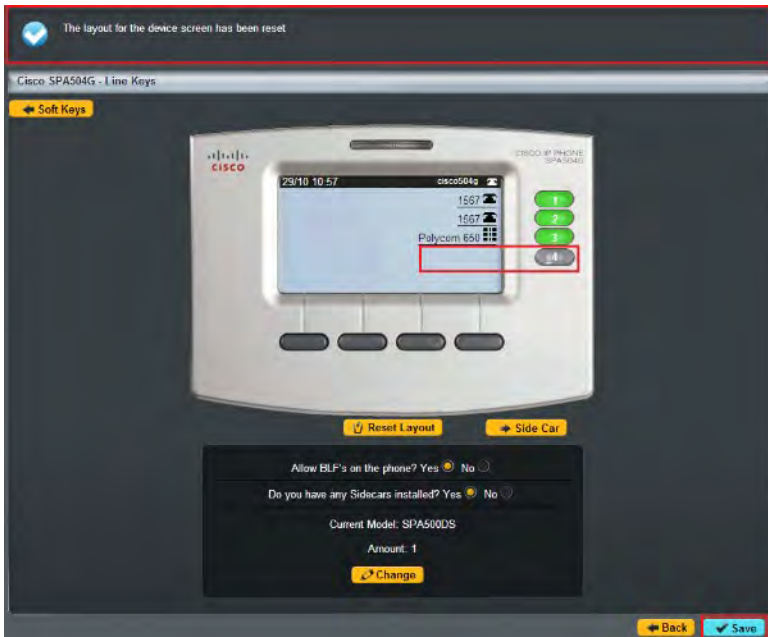 The layout for the device screen has been reset
Cisco SPA504G - Line Keys
Soft Keys
CISCO
CISCO IP PHONE
SPA504G
29/10 10:57 cisco504g
1567
1567
Polycom 650
1
2
3
4
Reset Layout
Side Car
Allow BLF's on the phone? Yes No
Do you have any Sidecars installed? Yes No
Current Model: SPA500DS
Amount: 1
Change
Back
Save